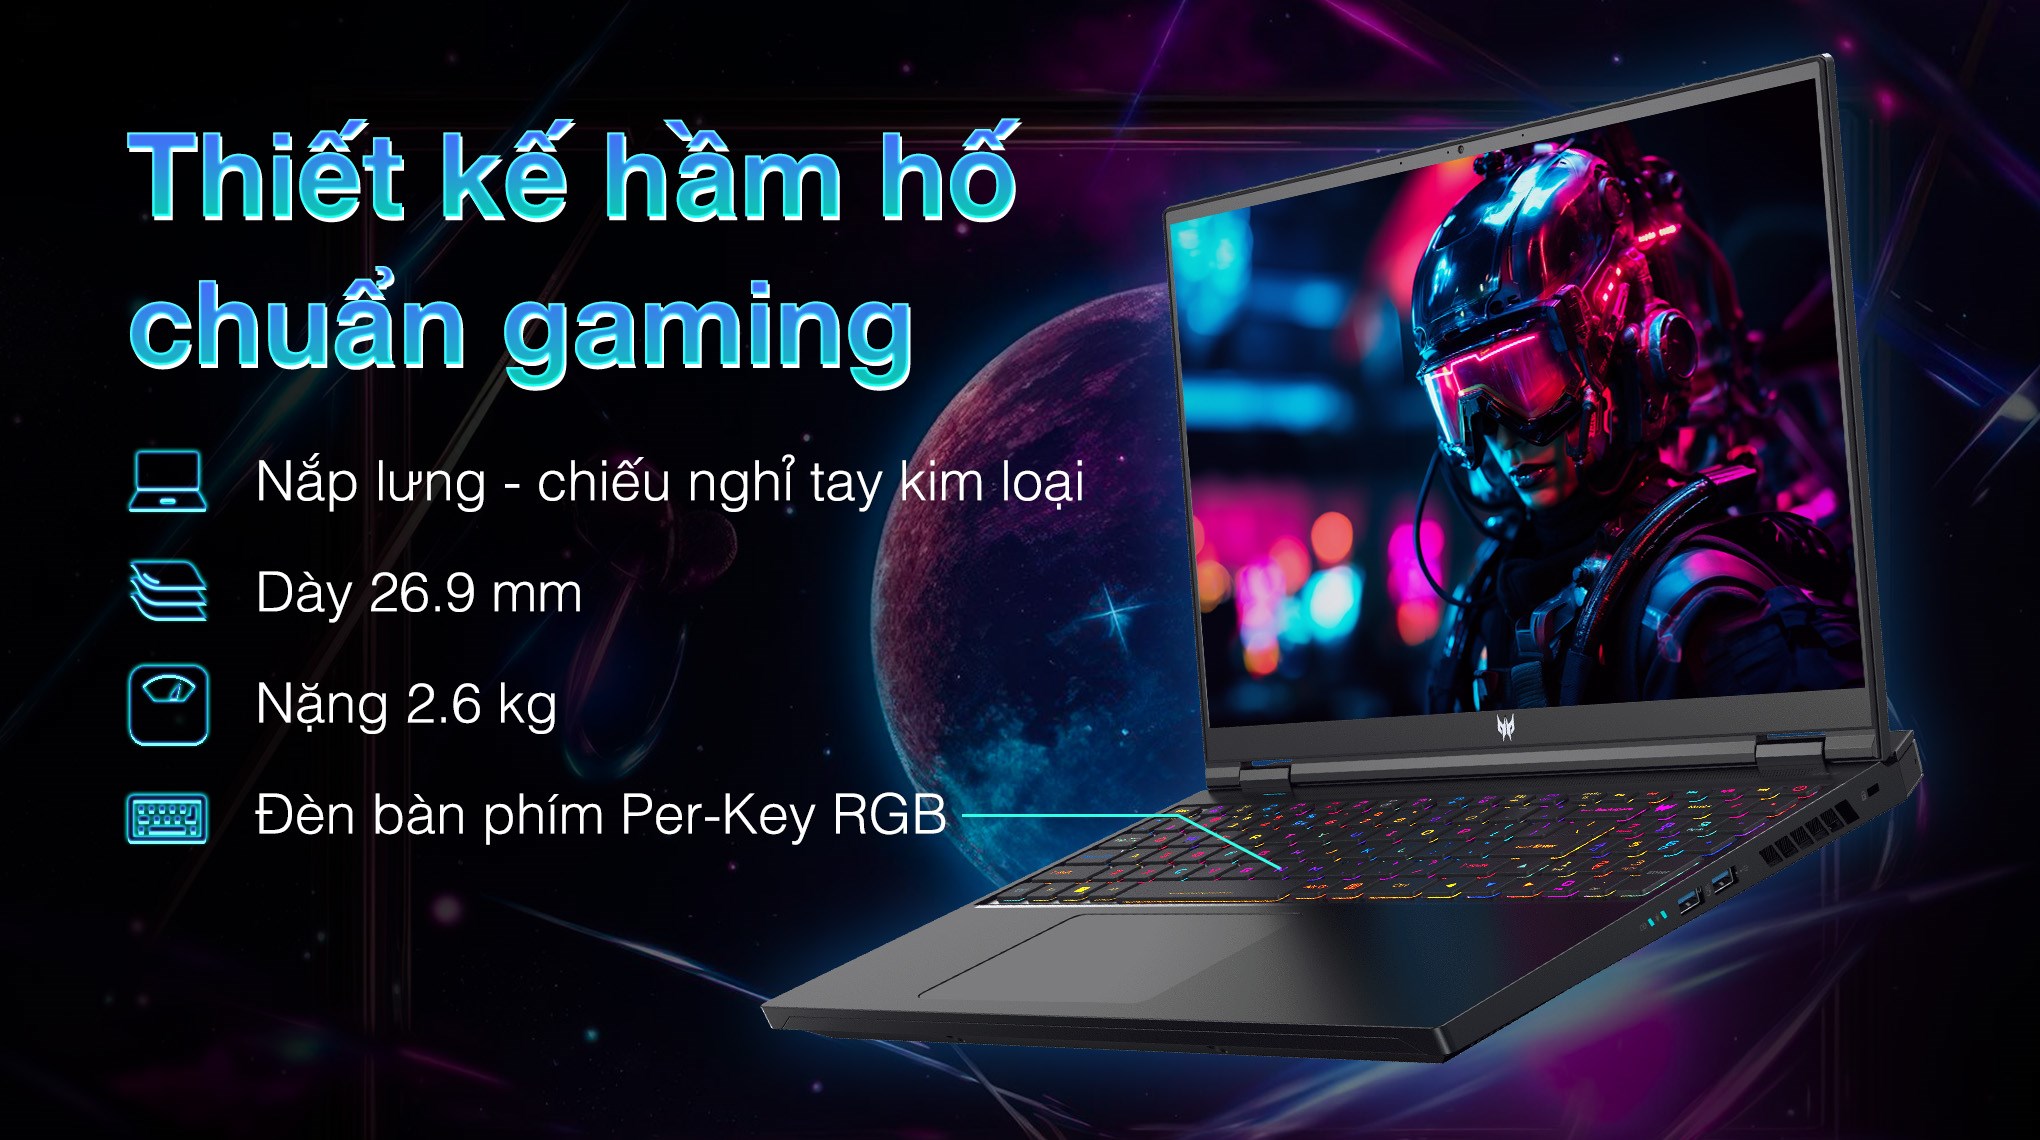 Thiết kế hầm hố
chuẩn gaming
Nắp lưng - chiếu nghỉ tay kim loại
Dày 26.9 mm
Nặng 2.6 kg
Đèn bàn phím Per-Key RGB